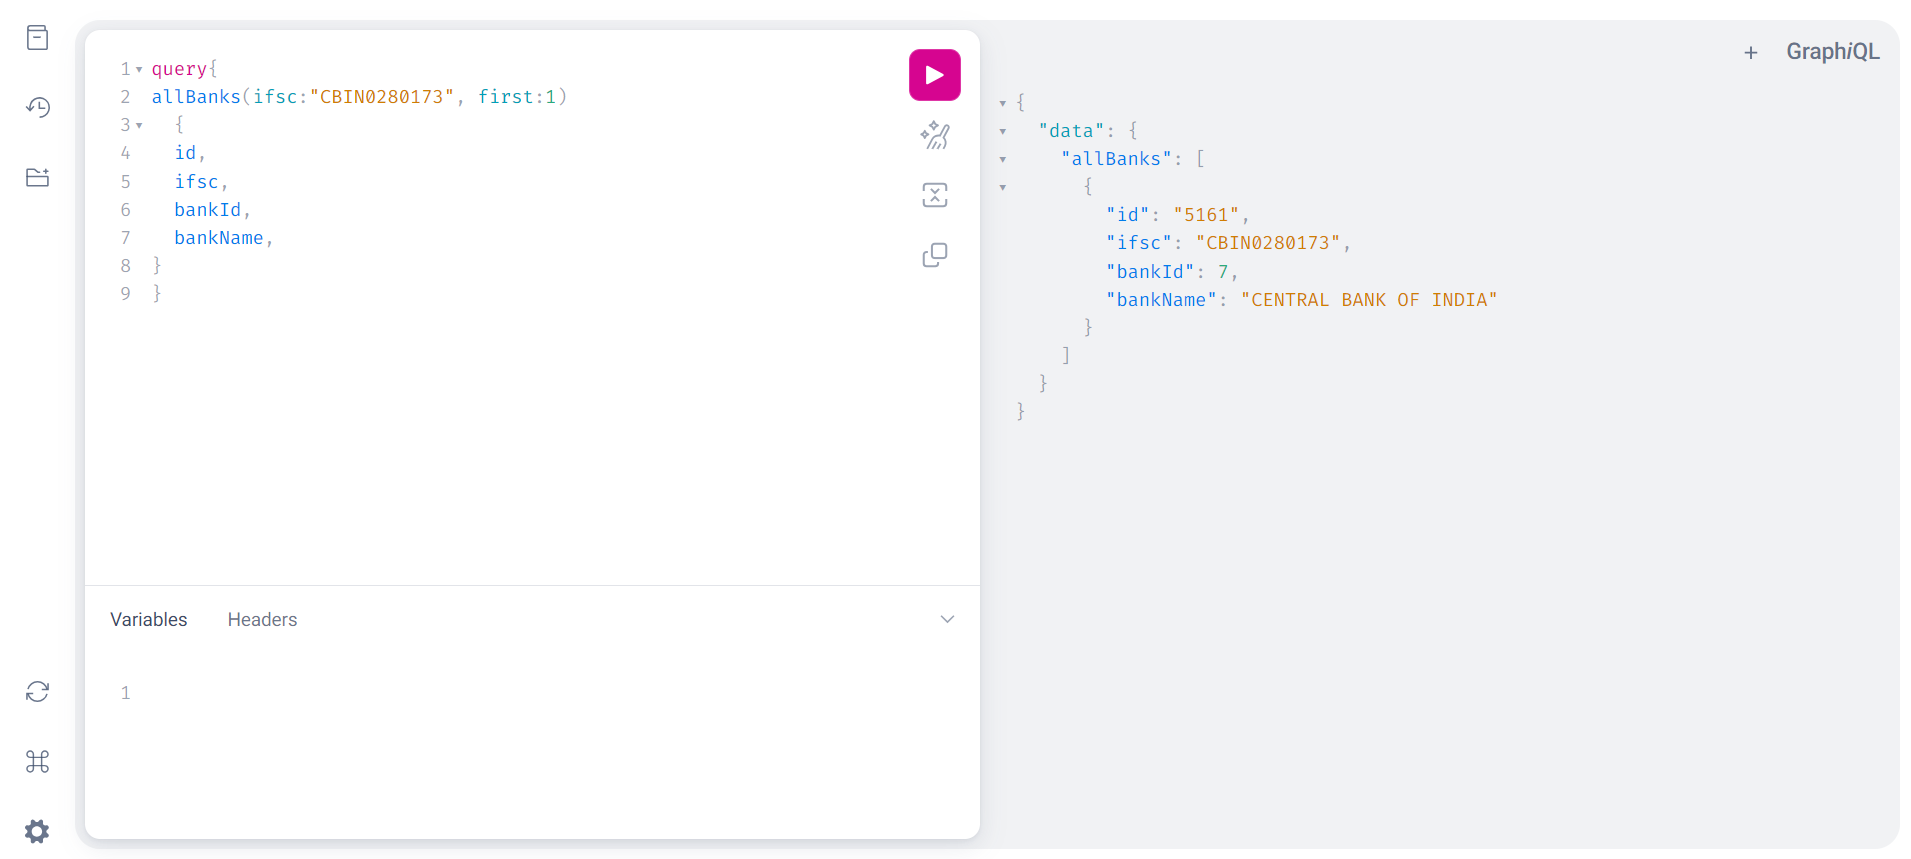 1 query{
2 allBanks(ifsc:"CBIN0280173", first:1)
3 {
4 id,
5 ifsc,
6 bankId,
7 bankName,
8 }
9 }
Variables Headers
1
+ GraphiQL
{
"data": {
"allBanks": [
{
"id": "5161",
"ifsc": "CBIN0280173",
"bankId": 7,
"bankName": "CENTRAL BANK OF INDIA"
}
]
}
}